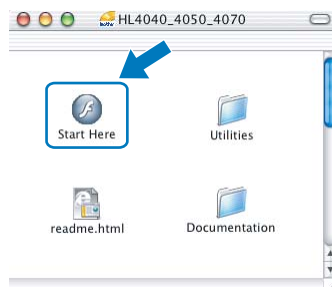 HL4040_4050_4070
Start Here
Utilities
readme.html
Documentation